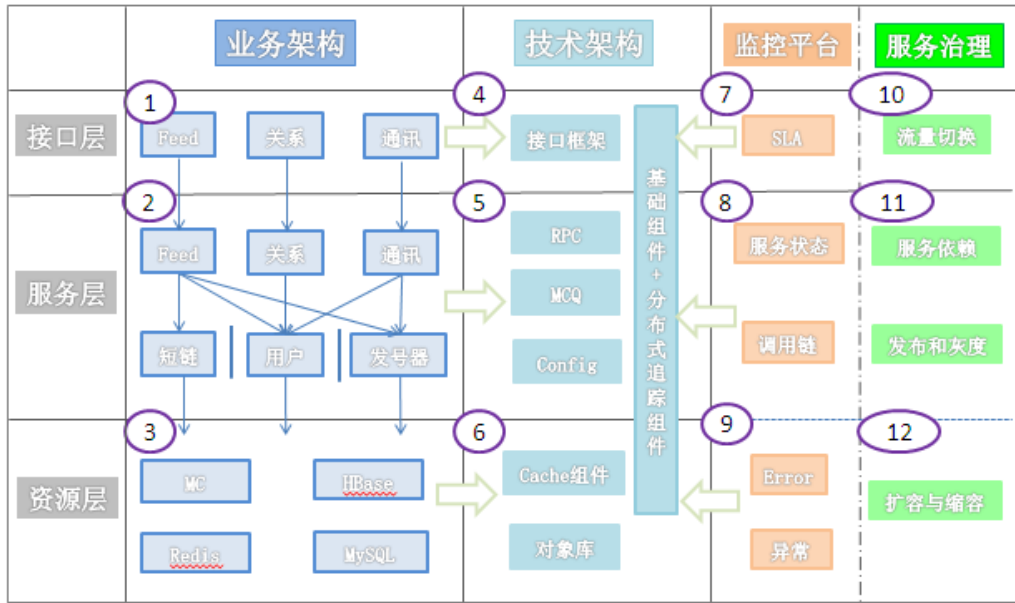 业务架构
技术架构
监控平台
服务治理
1
4
7
10
接口层
Feed
关系
通讯
接口框架
SLA
流量切换
基础组件+分布式追踪组件
2
5
8
11
服务层
Feed
关系
通讯
RPC
服务状态
服务依赖
MCQ
短链
用户
发号器
Config
调用链
发布和灰度
3
6
9
12
资源层
MC
HBase
Cache组件
Error
扩容与缩容
Redis
MySQL
对象库
异常